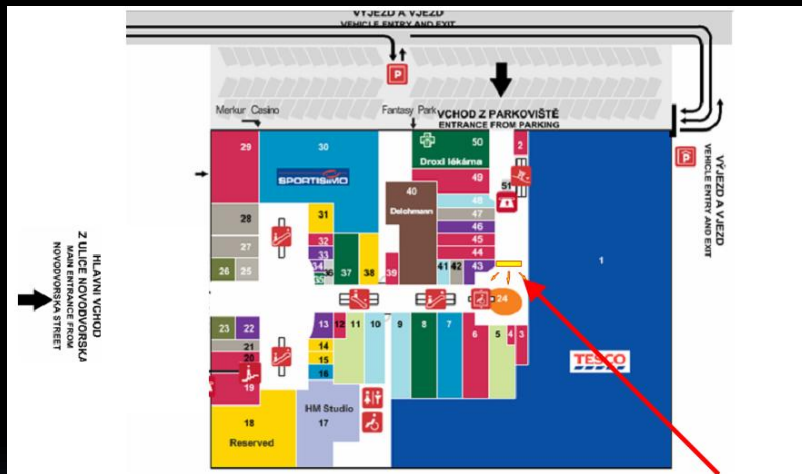 VÝJEZD A VJEZD
VEHICLE ENTRY AND EXIT
P
Merkur Casino
Fantasy Park
VCHOD Z PARKOVIŠTĚ
ENTRANCE FROM PARKING
P
VÝJEZD A VJEZD
VEHICLE ENTRY AND EXIT
29
30
SPORTISIMO
50
Droxi lékárna
2
49
51
40
Deichmann
48
47
46
45
44
43
28
27
26
25
31
32
33
34
35
36
37
38
39
41
42
1
24
HLAVNÍ VCHOD
Z ULICE NOVODVORSKÁ
MAIN ENTRANCE FROM
NOVODVORSKA STREET
23
22
21
20
19
13
14
15
16
12
11
10
9
8
7
6
5
4
3
TESCO
18
Reserved
HM Studio
17